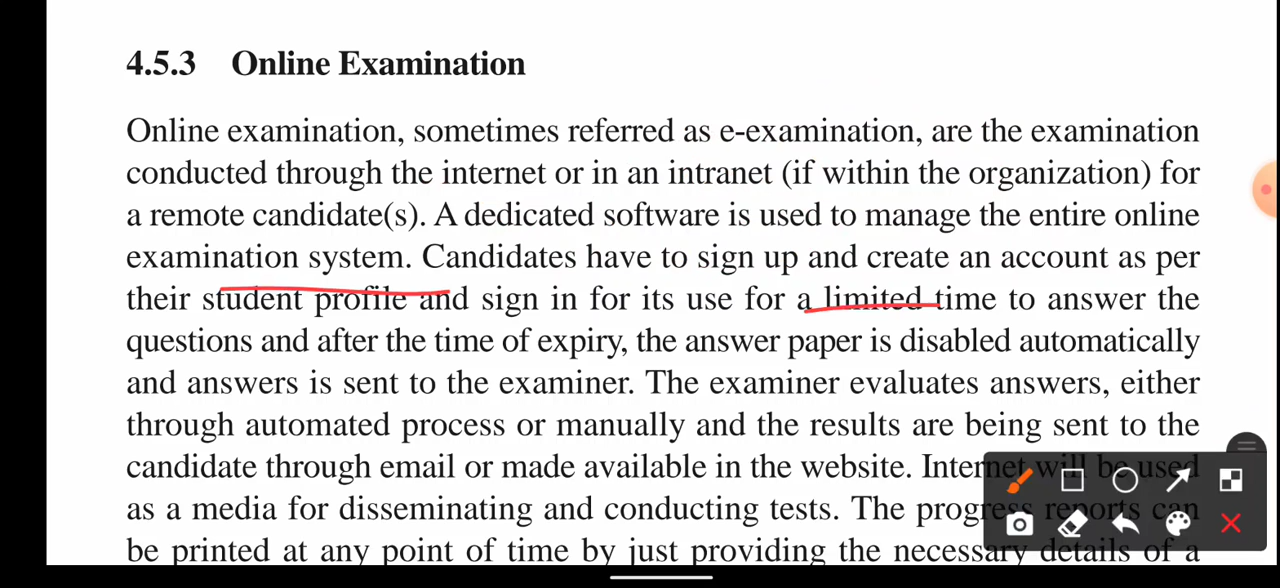 4.5.3 Online Examination
Online examination, sometimes referred as e-examination, are the examination
conducted through the internet or in an intranet (if within the organization) for
a remote candidate(s). A dedicated software is used to manage the entire online
examination system. Candidates have to sign up and create an account as per
their student profile and sign in for its use for a limited time to answer the
questions and after the time of expiry, the answer paper is disabled automatically
and answers is sent to the examiner. The examiner evaluates answers, either
through automated process or manually and the results are being sent to the
candidate through email or made available in the website. Internet will be used
as a media for disseminating and conducting tests. The progress reports can
be printed at any point of time by just providing the necessary details of a